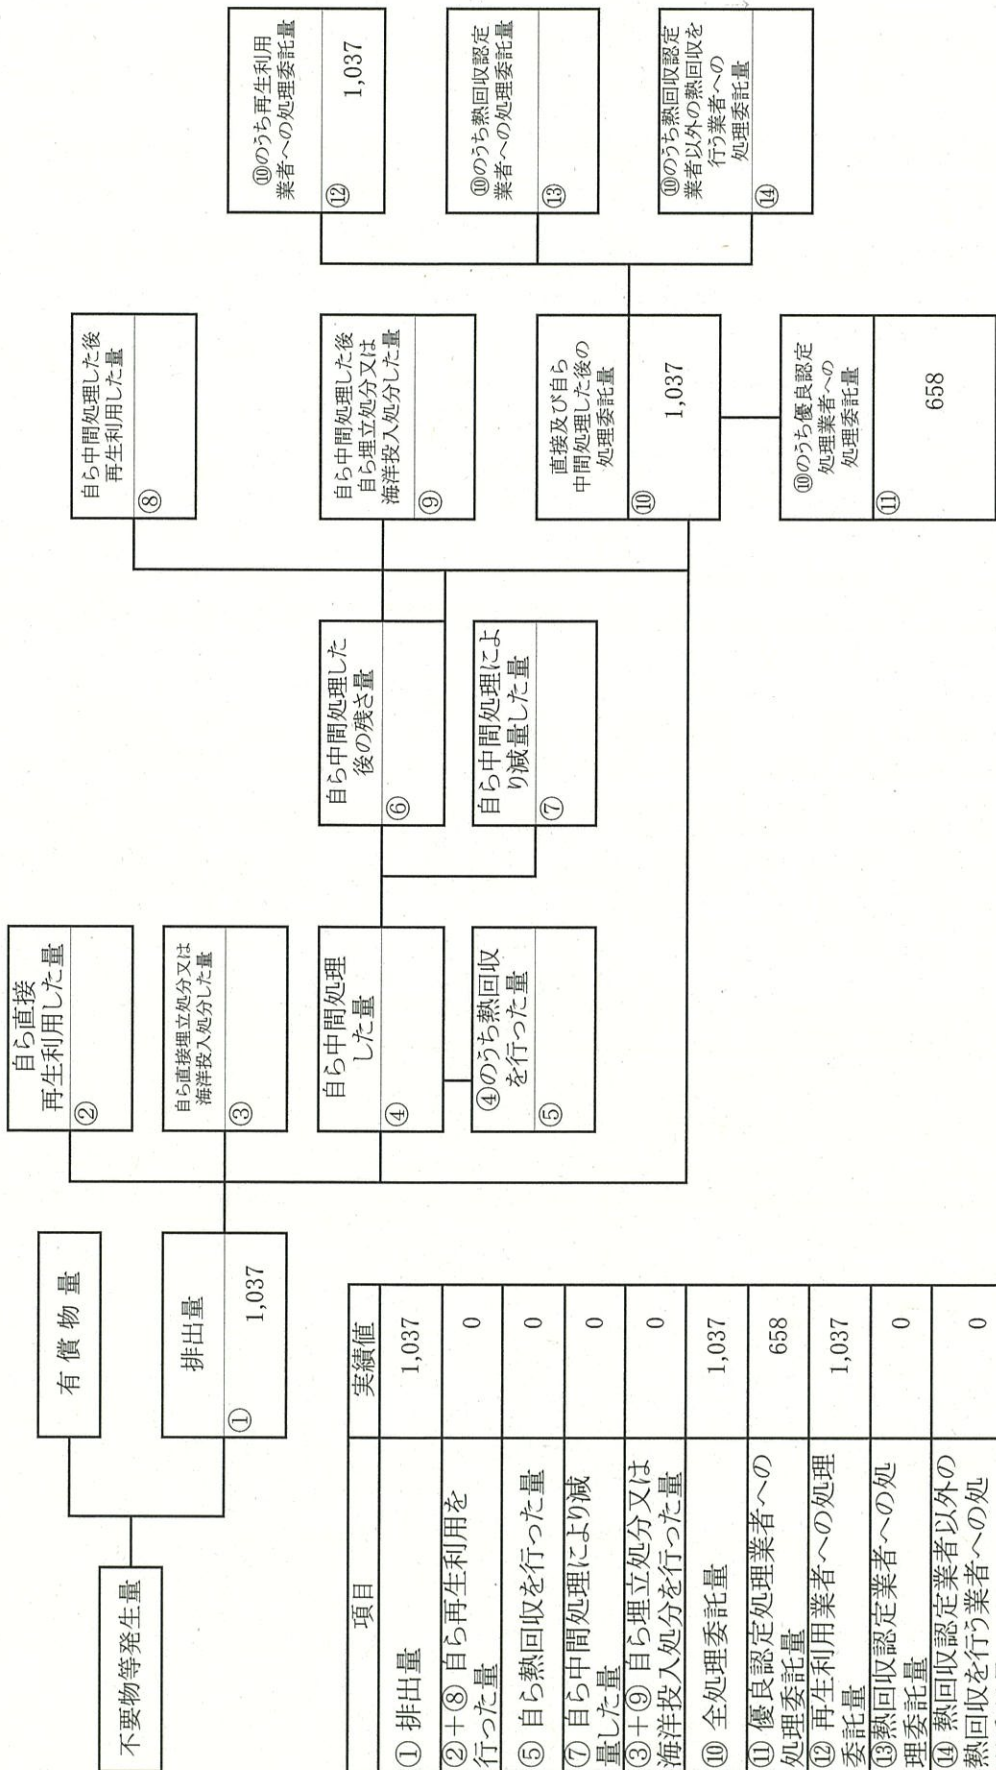 不要物等発生量
有償物量
排出量
①
1,037
自ら直接
再生利用した量
②
自ら直接埋立処分又は
海洋投入処分した量
③
自ら中間処理
した量
④
④のうち熱回収
を行った量
⑤
自ら中間処理した
後の残さ量
⑥
自ら中間処理によ
り減量した量
⑦
自ら中間処理した後
再生利用した量
⑧
自ら中間処理した後
自ら埋立処分又は
海洋投入処分した量
⑨
直接及び自ら
中間処理した後の
処理委託量
⑩
1,037
⑩のうち優良認定
処理業者への
処理委託量
⑪
658
⑩のうち再生利用
業者への処理委託量
⑫
1,037
⑩のうち熱回収認定
業者への処理委託量
⑬
⑩のうち熱回収認定
業者以外の熱回収を
行う業者への
処理委託量
⑭
項目 実績値
① 排出量 1,037
②+⑧ 自ら再生利用を
行った量 0
⑤ 自ら熱回収を行った量 0
⑦ 自ら中間処理により減
量した量 0
③+⑨ 自ら埋立処分又は
海洋投入処分を行った量 0
⑩ 全処理委託量 1,037
⑪ 優良認定処理業者への
処理委託量 658
⑫ 再生利用業者への処理
委託量 1,037
⑬熱回収認定業者への処
理委託量 0
⑭ 熱回収認定業者以外の
熱回収を行う業者への処 0